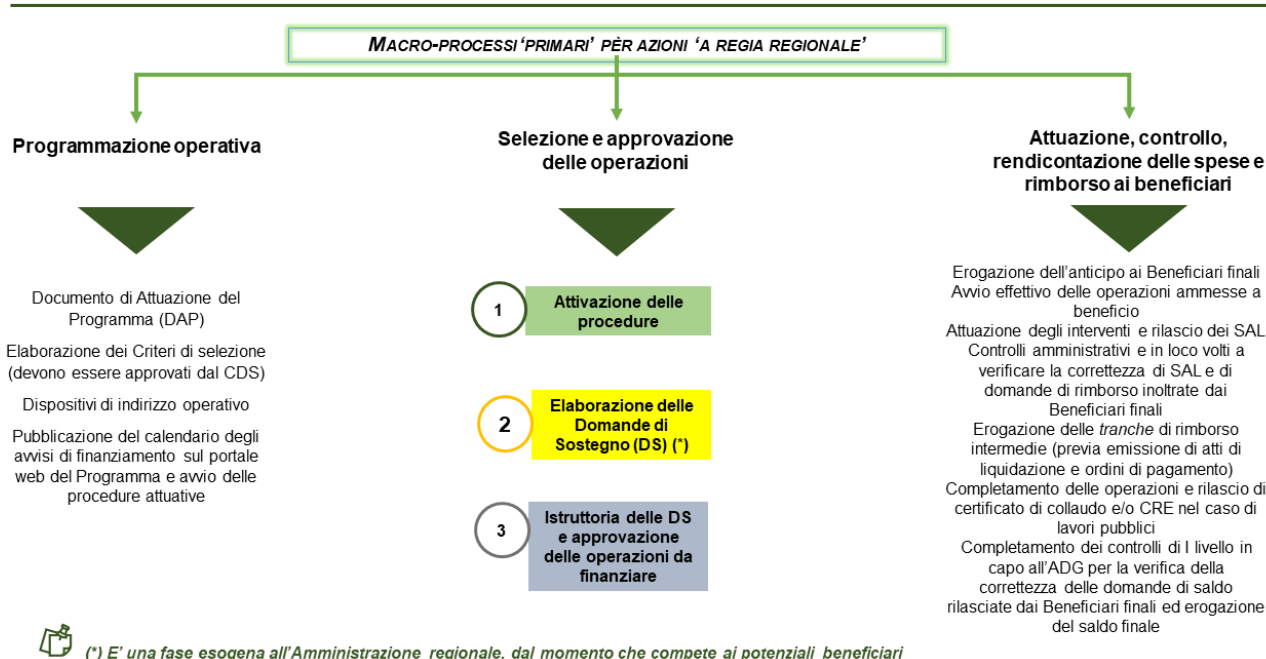 MACRO-PROCESSI ‘PRIMARI’ PÈR AZIONI ‘A REGIA REGIONALE’
Programmazione operativa
Documento di Attuazione del
Programma (DAP)
Elaborazione dei Criteri di selezione
(devono essere approvati dal CDS)
Dispositivi di indirizzo operativo
Pubblicazione del calendario degli
avvisi di finanziamento sul portale
web del Programma e avvio delle
procedure attuative
Selezione e approvazione
delle operazioni
1
Attivazione delle
procedure
2
Elaborazione delle
Domande di
Sostegno (DS) (*)
3
Istruttoria delle DS
e approvazione
delle operazioni da
finanziare
Attuazione, controllo,
rendicontazione delle spese e
rimborso ai beneficiari
Erogazione dell’anticipo ai Beneficiari finali
Avvio effettivo delle operazioni ammesse a
beneficio
Attuazione degli interventi e rilascio dei SAL
Controlli amministrativi e in loco volti a
verificare la correttezza di SAL e di
domande di rimborso inoltrate dai
Beneficiari finali
Erogazione delle tranche di rimborso
intermedie (previa emissione di atti di
liquidazione e ordini di pagamento)
Completamento delle operazioni e rilascio di
certificato di collaudo e/o CRE nel caso di
lavori pubblici
Completamento dei controlli di I livello in
capo all’ADG per la verifica della
correttezza delle domande di saldo
rilasciate dai Beneficiari finali ed erogazione
del saldo finale
(*) E’ una fase esogena all’Amministrazione regionale, dal momento che compete ai potenziali beneficiari